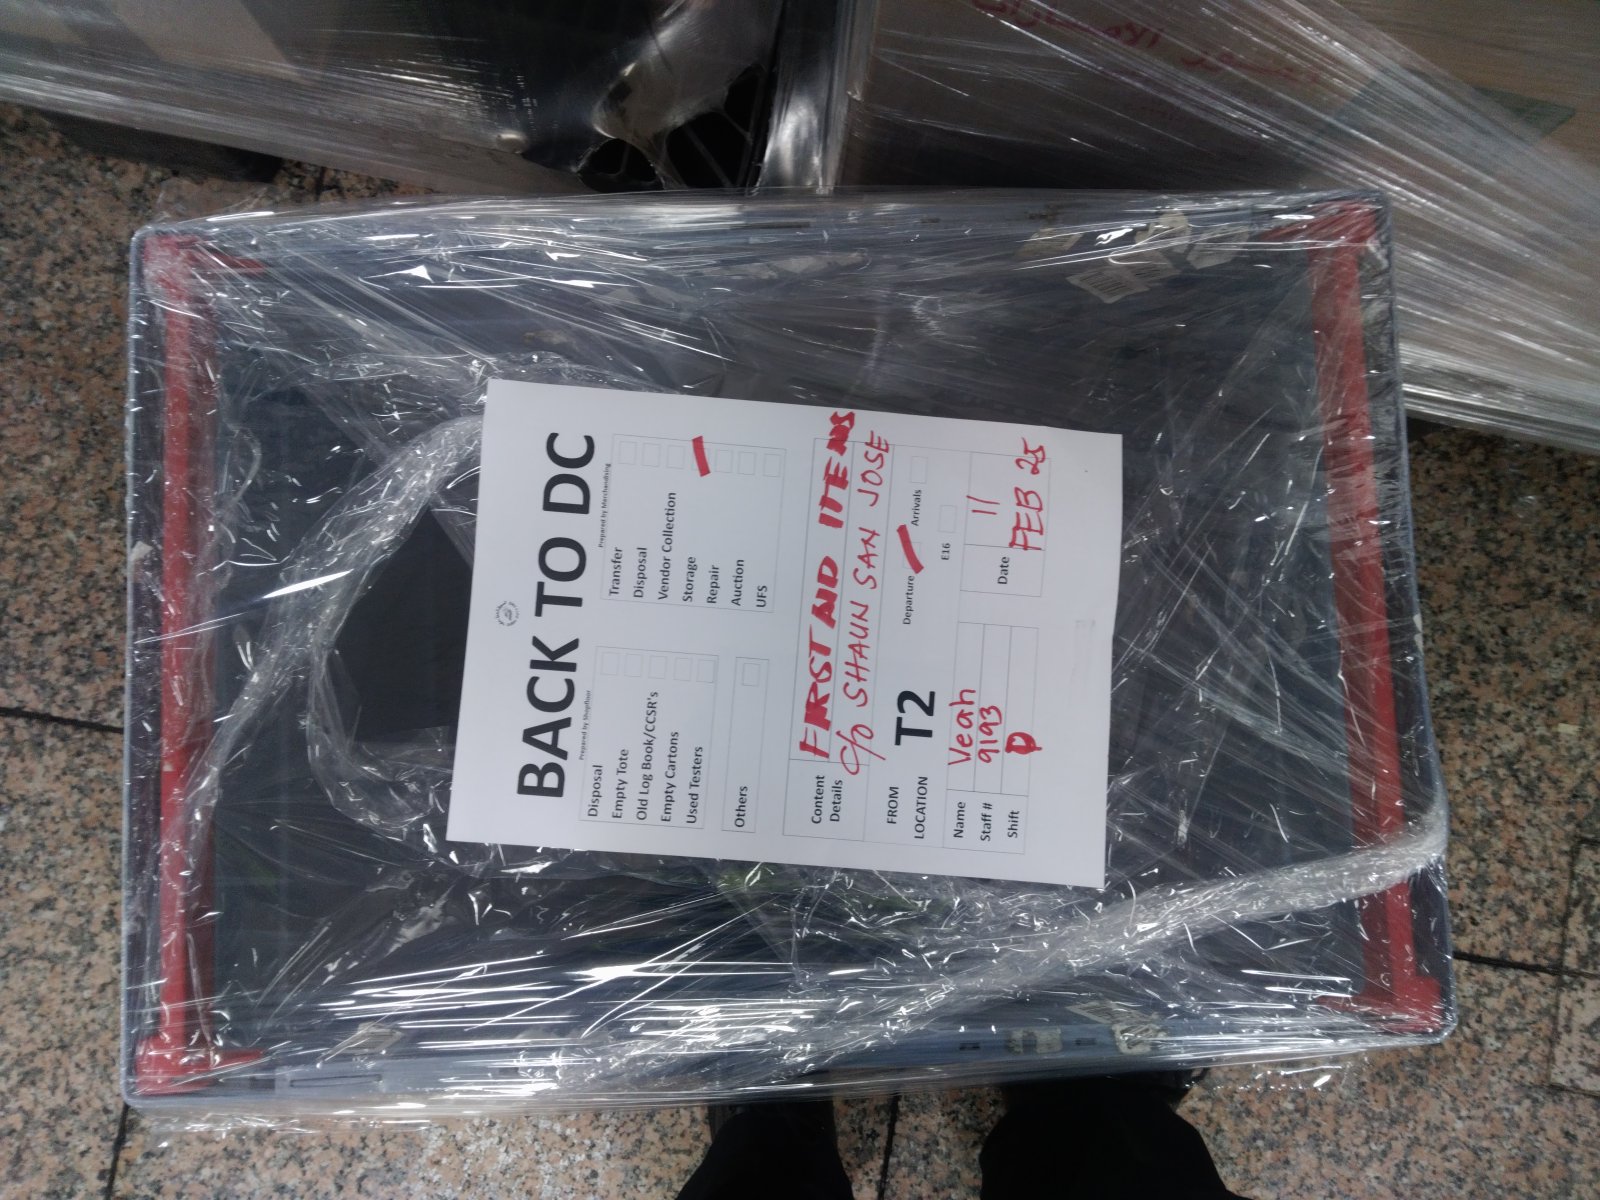 BACK TO DC
Prepared by Shopfloor
Disposal
Empty Tote
Old Log Book/CCSR's
Empty Cartons
Used Testers
Others
Prepared by Merchandising
Transfer
Disposal
Vendor Collection
Storage
Repair
Auction
UFS
Content Details
FIRST AID ITEMS
C/O SHAUN SAN JOSE
FROM LOCATION
T2
Departure
Arrivals
E16
Name Veah
Staff # 9193
Shift D
Date 11
FEB 25